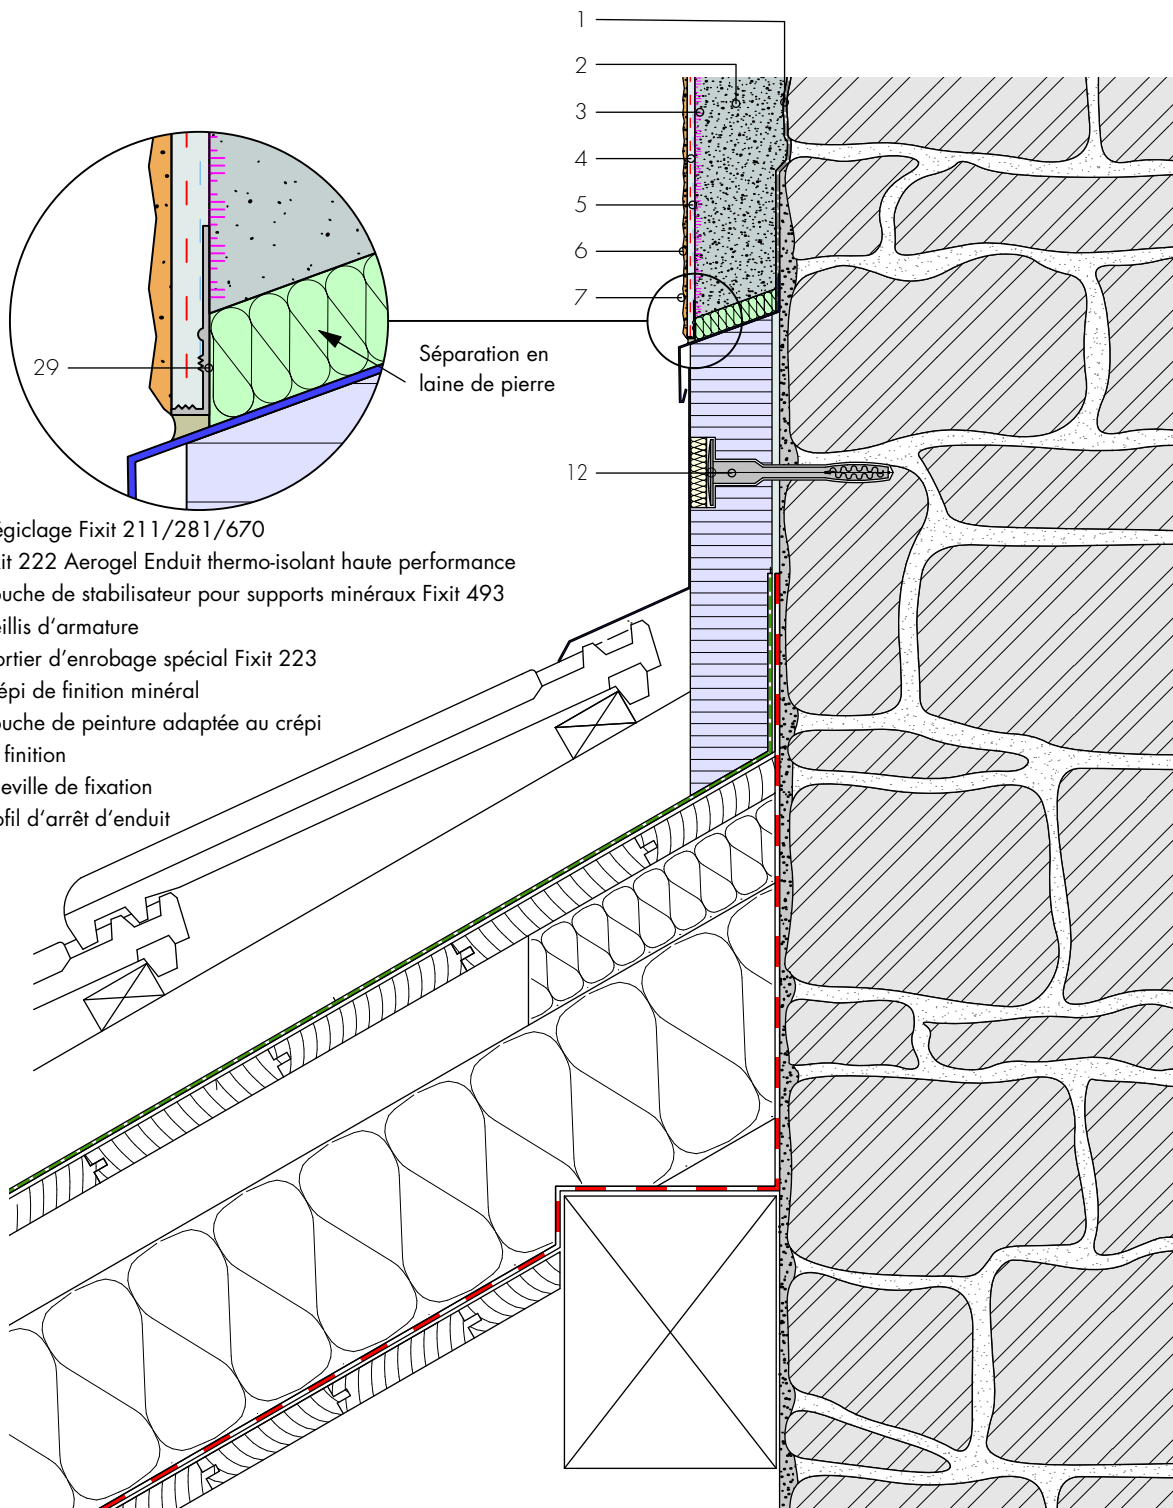 1
2
3
4
5
6
7
29
Séparation en
laine de pierre
12
égiclage Fixit 211/281/670
it 222 Aerogel Enduit thermo-isolant haute performance
uche de stabilisateur pour supports minéraux Fixit 493
eillis d‘armature
ortier d‘enrobage spécial Fixit 223
épi de finition minéral
uche de peinture adaptée au crépi
finition
eville de fixation
ofil d‘arrêt d‘enduit